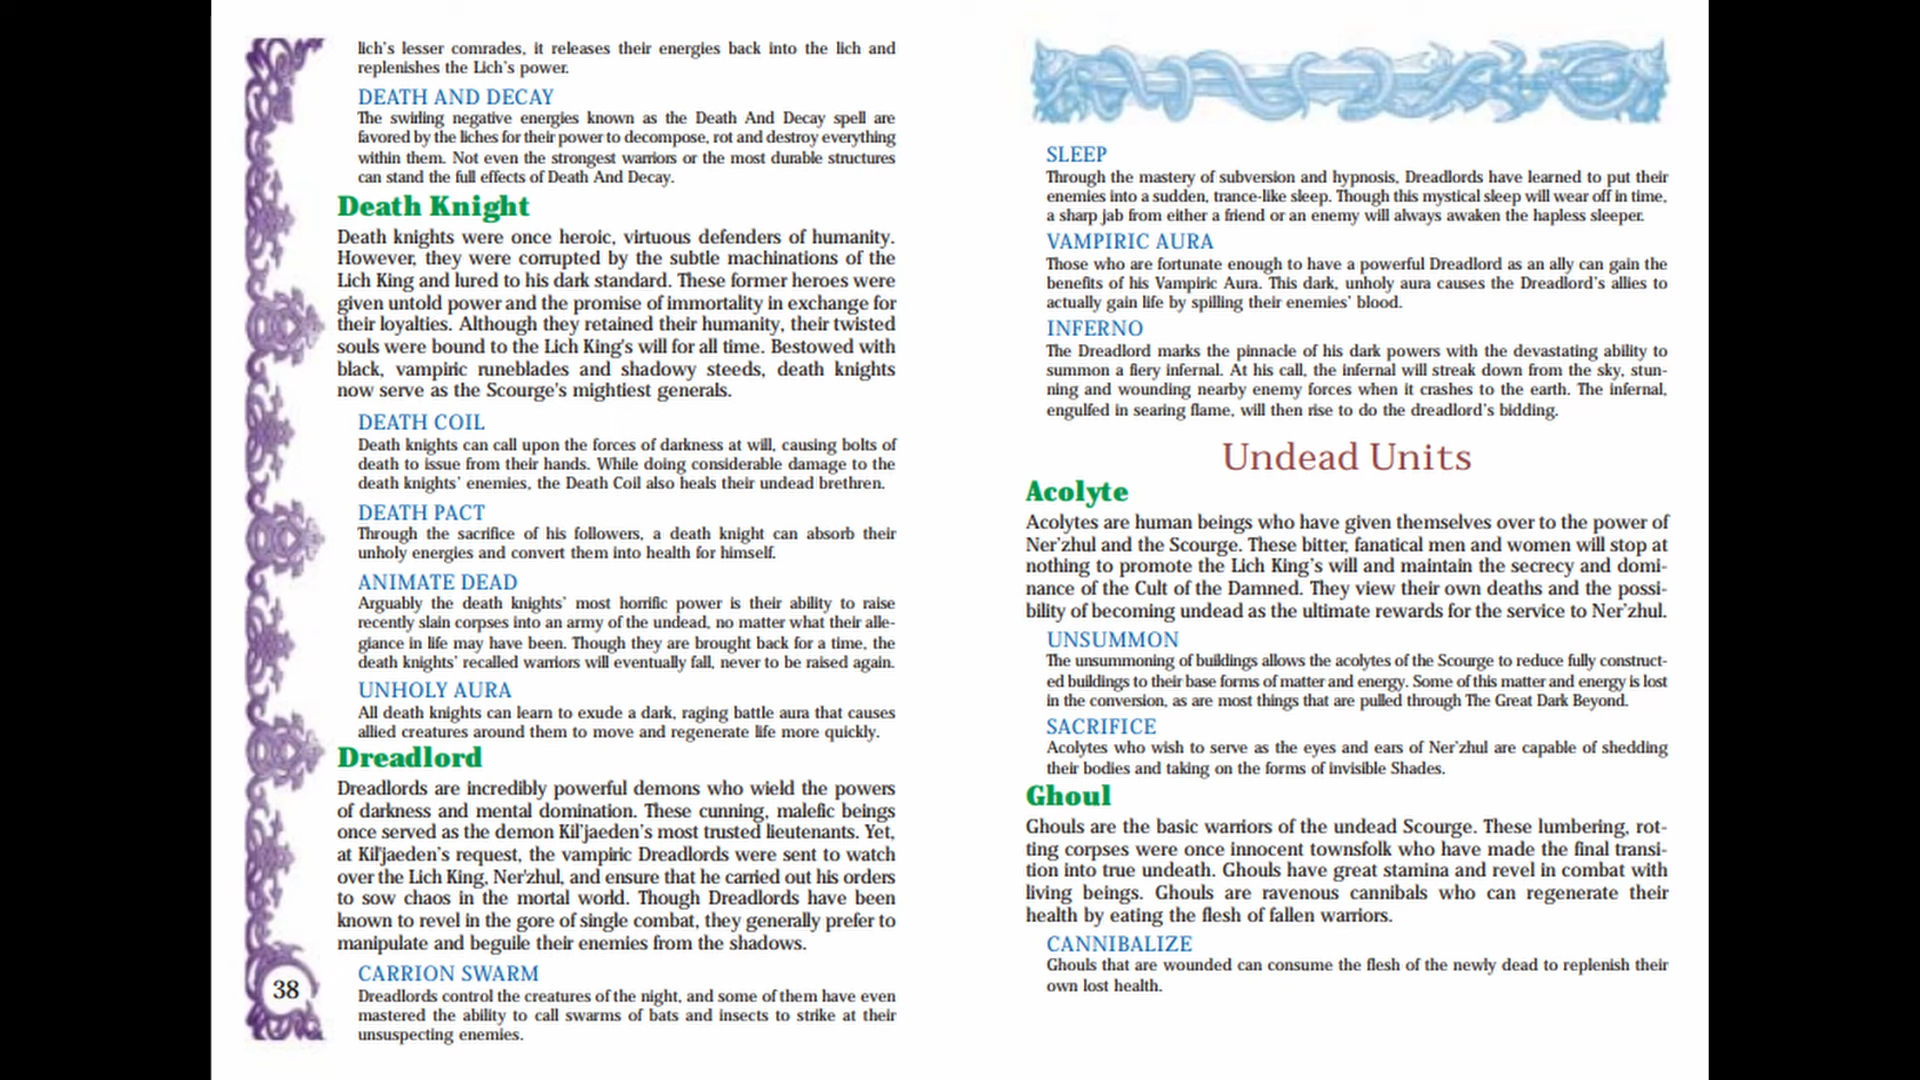 lich's lesser comrades, it releases their energies back into the lich and
replenishes the Lich's power.
DEATH AND DECAY
The swirling negative energies known as the Death And Decay spell are
favored by the liches for their power to decompose, rot and destroy everything
within them. Not even the strongest warriors or the most durable structures
can stand the full effects of Death And Decay.
Death Knight
Death knights were once heroic, virtuous defenders of humanity.
However, they were corrupted by the subtle machinations of the
Lich King and lured to his dark standard. These former heroes were
given untold power and the promise of immortality in exchange for
their loyalties. Although they retained their humanity, their twisted
souls were bound to the Lich King's will for all time. Bestowed with
black, vampiric runeblades and shadowy steeds, death knights
now serve as the Scourge's mightiest generals.
DEATH COIL
Death knights can call upon the forces of darkness at will, causing bolts of
death to issue from their hands. While doing considerable damage to the
death knights' enemies, the Death Coil also heals their undead brethren.
DEATH PACT
Through the sacrifice of his followers, a death knight can absorb their
unholy energies and convert them into health for himself.
ANIMATE DEAD
Arguably the death knights' most horrific power is their ability to raise
recently slain corpses into an army of the undead, no matter what their alle-
giance in life may have been. Though they are brought back for a time, the
death knights' recalled warriors will eventually fall, never to be raised again.
UNHOLY AURA
All death knights can learn to exude a dark, raging battle aura that causes
allied creatures around them to move and regenerate life more quickly.
Dreadlord
Dreadlords are incredibly powerful demons who wield the powers
of darkness and mental domination. These cunning, malefic beings
once served as the demon Kil'jaeden's most trusted lieutenants. Yet,
at Kil'jaeden's request, the vampiric Dreadlords were sent to watch
over the Lich King, Ner'zhul, and ensure that he carried out his orders
to sow chaos in the mortal world. Though Dreadlords have been
known to revel in the gore of single combat, they generally prefer to
manipulate and beguile their enemies from the shadows.
CARRION SWARM
Dreadlords control the creatures of the night, and some of them have even
mastered the ability to call swarms of bats and insects to strike at their
unsuspecting enemies.
38
SLEEP
Through the mastery of subversion and hypnosis, Dreadlords have learned to put their
enemies into a sudden, trance-like sleep. Though this mystical sleep will wear off in time,
a sharp jab from either a friend or an enemy will always awaken the hapless sleeper.
VAMPIRIC AURA
Those who are fortunate enough to have a powerful Dreadlord as an ally can gain the
benefits of his Vampiric Aura. This dark, unholy aura causes the Dreadlord's allies to
actually gain life by spilling their enemies' blood.
INFERNO
The Dreadlord marks the pinnacle of his dark powers with the devastating ability to
summon a fiery infernal. At his call, the infernal will streak down from the sky, stun-
ning and wounding nearby enemy forces when it crashes to the earth. The infernal,
engulfed in searing flame, will then rise to do the dreadlord's bidding.
Undead Units
Acolyte
Acolytes are human beings who have given themselves over to the power of
Ner'zhul and the Scourge. These bitter, fanatical men and women will stop at
nothing to promote the Lich King's will and maintain the secrecy and domi-
nance of the Cult of the Damned. They view their own deaths and the possi-
bility of becoming undead as the ultimate rewards for the service to Ner'zhul.
UNSUMMON
The unsummoning of buildings allows the acolytes of the Scourge to reduce fully construct-
ed buildings to their base forms of matter and energy. Some of this matter and energy is lost
in the conversion, as are most things that are pulled through The Great Dark Beyond.
SACRIFICE
Acolytes who wish to serve as the eyes and ears of Ner'zhul are capable of shedding
their bodies and taking on the forms of invisible Shades.
Ghoul
Ghouls are the basic warriors of the undead Scourge. These lumbering, rot-
ting corpses were once innocent townsfolk who have made the final transi-
tion into true undeath. Ghouls have great stamina and revel in combat with
living beings. Ghouls are ravenous cannibals who can regenerate their
health by eating the flesh of fallen warriors.
CANNIBALIZE
Ghouls that are wounded can consume the flesh of the newly dead to replenish their
own lost health.